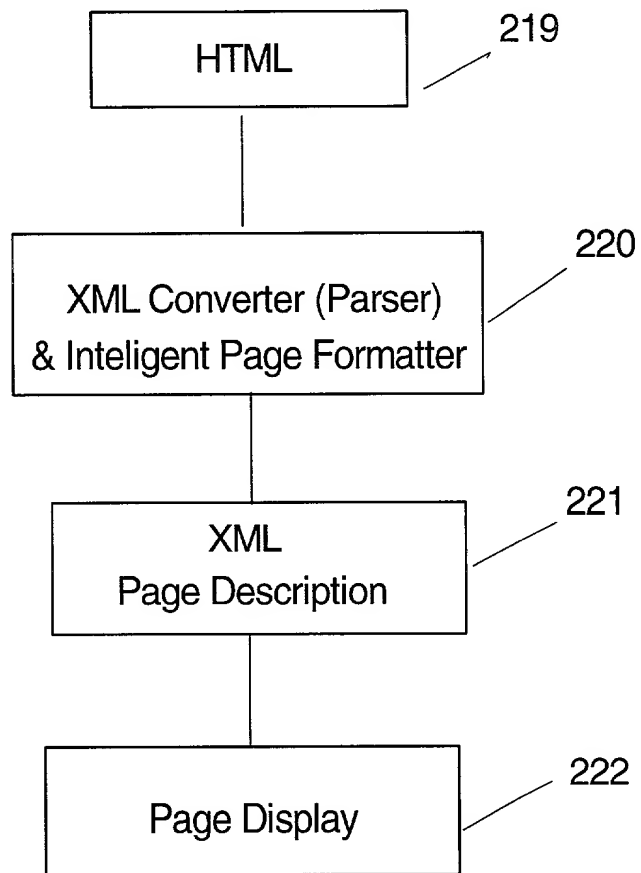 HTML
219
XML Converter (Parser)
& Inteligent Page Formatter
220
XML
Page Description
221
Page Display
222